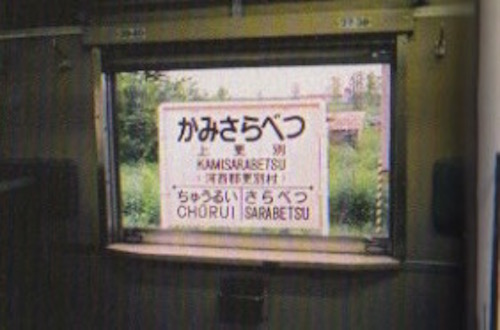 かみさらべつ
上更別
KAMISARABETSU
(河西郡更別村)
ちゅうるい さらべつ
CHŪRUI SARABETSU